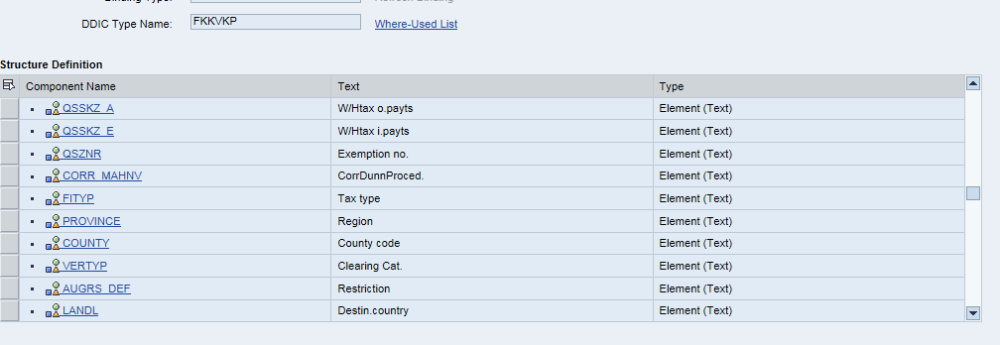 DDIC Type Name: FKKVKP Where-Used List
Structure Definition
Component Name Text Type
QSSKZ_A W/Htax o.payts Element (Text)
QSSKZ_E W/Htax i.payts Element (Text)
QSZNR Exemption no. Element (Text)
CORR_MAHNV CorrDunnProced. Element (Text)
FITYP Tax type Element (Text)
PROVINCE Region Element (Text)
COUNTY County code Element (Text)
VERTYP Clearing Cat. Element (Text)
AUGRS_DEF Restriction Element (Text)
LANDL Destin.country Element (Text)